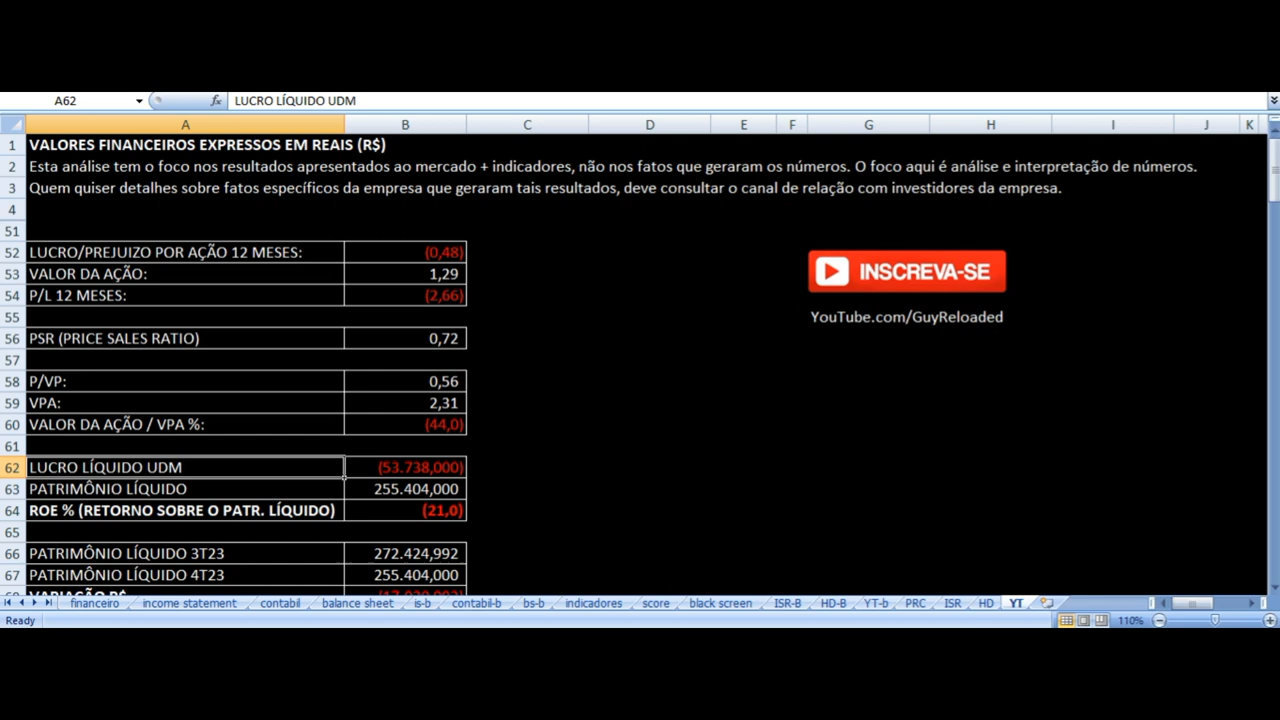 A62 fx LUCRO LÍQUIDO UDM
A B C D E F G H I J K
1 VALORES FINANCEIROS EXPRESSOS EM REAIS (R$)
2 Esta análise tem o foco nos resultados apresentados ao mercado + indicadores, não nos fatos que geraram os números. O foco aqui é análise e interpretação de números.
3 Quem quiser detalhes sobre fatos específicos da empresa que geraram tais resultados, deve consultar o canal de relação com investidores da empresa.
4
51
52 LUCRO/PREJUIZO POR AÇÃO 12 MESES: (0,48)
53 VALOR DA AÇÃO: 1,29
INSCREVA-SE
54 P/L 12 MESES: (2,66)
55
YouTube.com/GuyReloaded
56 PSR (PRICE SALES RATIO) 0,72
57
58 P/VP: 0,56
59 VPA: 2,31
60 VALOR DA AÇÃO / VPA %: (44,0)
61
62 LUCRO LÍQUIDO UDM (53.738,000)
63 PATRIMÔNIO LÍQUIDO 255.404,000
64 ROE % (RETORNO SOBRE O PATR. LÍQUIDO) (21,0)
65
66 PATRIMÔNIO LÍQUIDO 3T23 272.424,992
67 PATRIMÔNIO LÍQUIDO 4T23 255.404,000
financeiro income statement contabil balance sheet is-b contabil-b bs-b indicadores score black screen ISR-B HD-B YT-b PRC ISR HD YT
Ready 110%